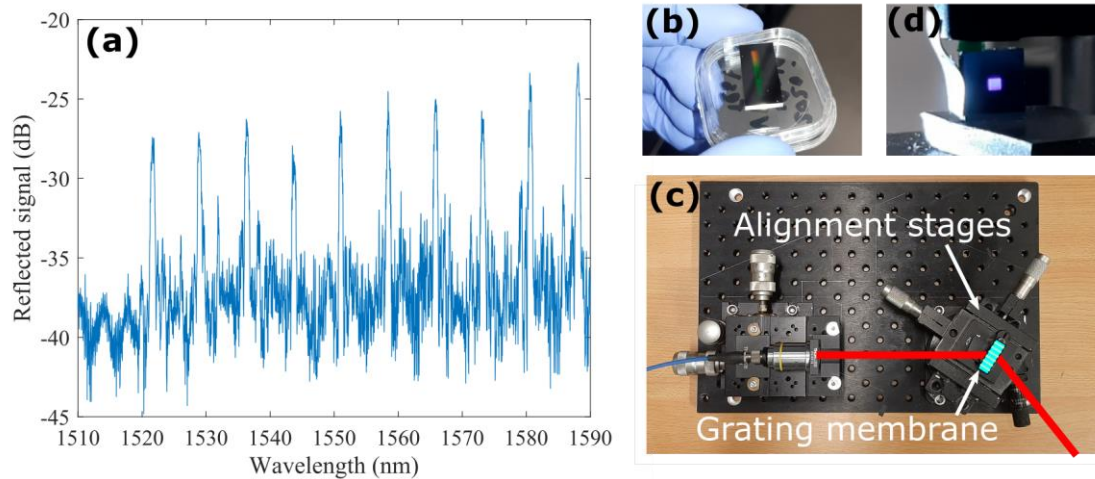 (a)
-20
-25
-30
-35
-40
-45
Reflected signal (dB)
1510 1520 1530 1540 1550 1560 1570 1580 1590
Wavelength (nm)
(b)
(d)
(c)
Alignment stages
Grating membrane